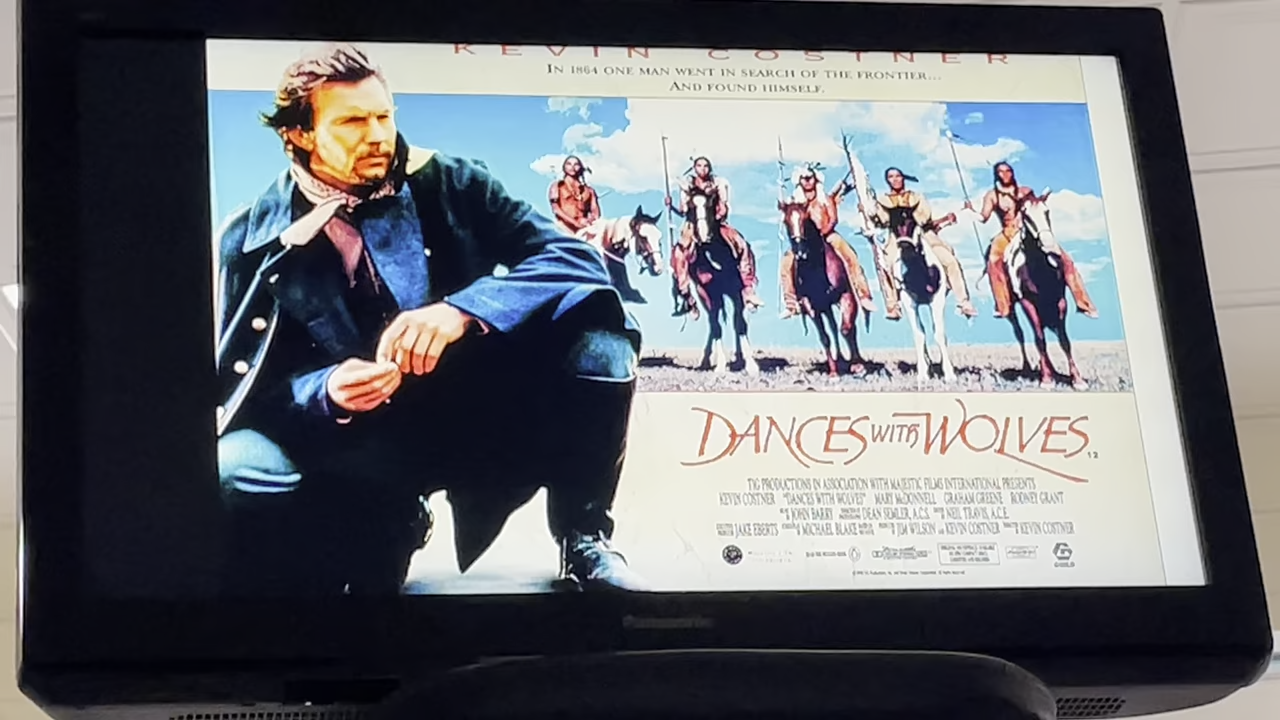 KEVIN COSTNER
IN 1864 ONE MAN WENT IN SEARCH OF THE FRONTIER...
AND FOUND HIMSELF.
DANCES WITH WOLVES
12
TIG PRODUCTIONS IN ASSOCIATION WITH MAJESTIC FILMS INTERNATIONAL PRESENTS
KEVIN COSTNER "DANCES WITH WOLVES" MARY McDONNELL GRAHAM GREENE RODNEY GRANT
JOHN BARRY DEAN SEMLER, A.C.S. NEIL TRAVIS, A.C.E.
JAKE EBERTS MICHAEL BLAKE JIM WILSON AND KEVIN COSTNER KEVIN COSTNER
GUILD